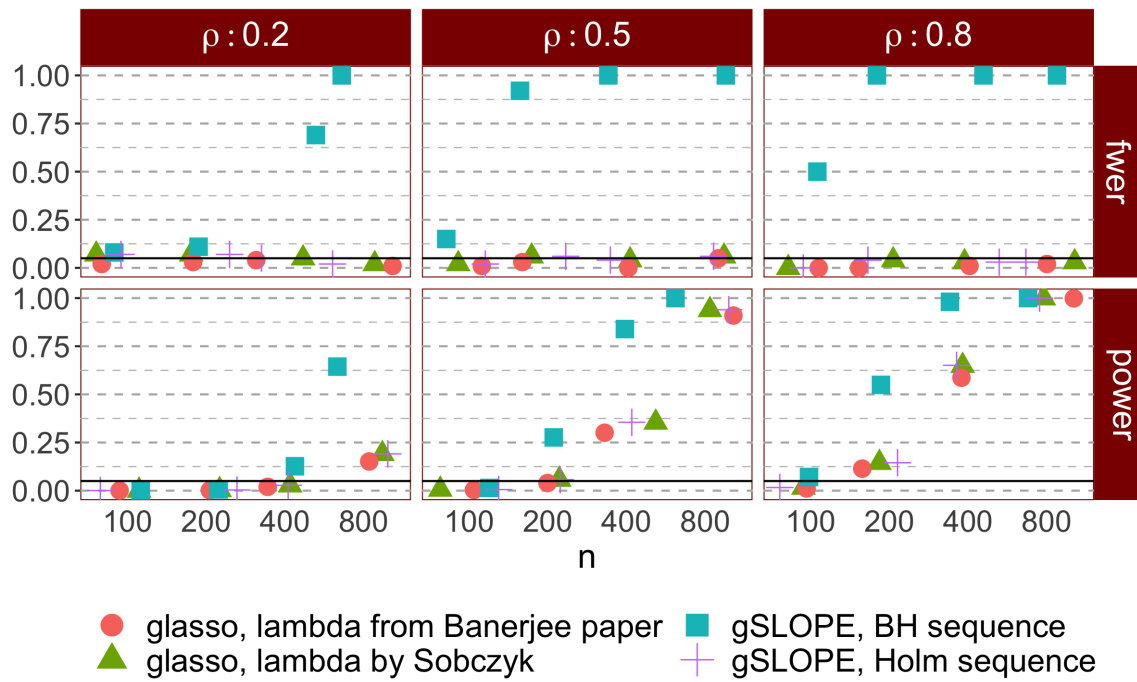 ρ : 0.2
ρ : 0.5
ρ : 0.8
1.00
0.75
0.50
0.25
0.00
fwer
1.00
0.75
0.50
0.25
0.00
power
100 200 400 800
100 200 400 800
100 200 400 800
n
glasso, lambda from Banerjee paper
gSLOPE, BH sequence
glasso, lambda by Sobczyk
gSLOPE, Holm sequence